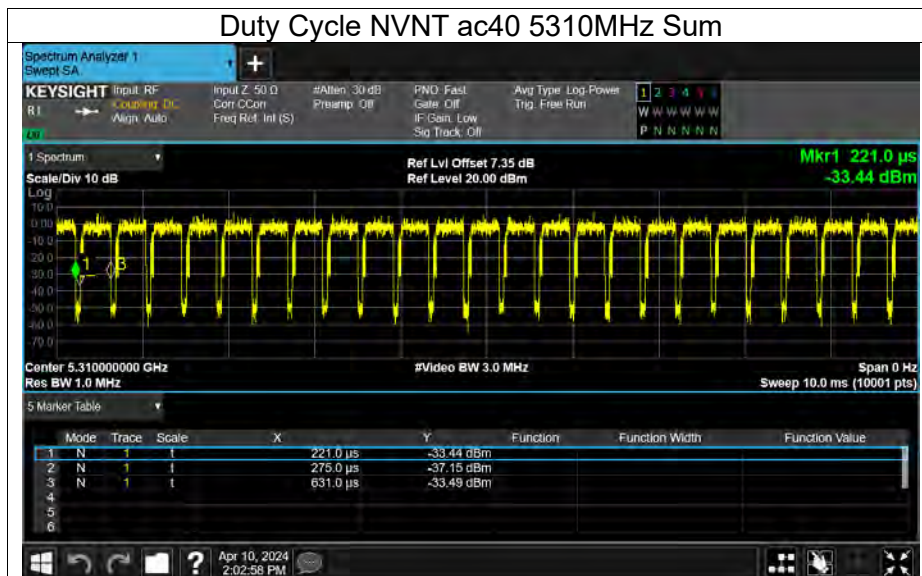 Duty Cycle NVNT ac40 5310MHz Sum
Spectrum Analyzer 1
Swept SA
+
KEYSIGHT Input: RF Input Z: 50 Ω #Atten: 30 dB PNO: Fast Avg Type: Log-Power 1 2 3 4 5 6
R L Coupling: DC Corr CCorr Preamp: Off Gate: Off Trig: Free Run W W W W W W
Align: Auto Freq Ref: Int (S) IF Gain: Low
Sig Track: Off P N N N N N
1 Spectrum
Ref Lvl Offset 7.35 dB Mkr1 221.0 µs
Scale/Div 10 dB Ref Level 20.00 dBm -33.44 dBm
Log
10.0
0.00
-10.0
-20.0
1 3
-30.0
-40.0
-50.0
-60.0
-70.0
Center 5.310000000 GHz #Video BW 3.0 MHz Span 0 Hz
Res BW 1.0 MHz Sweep 10.0 ms (10001 pts)
5 Marker Table
Mode Trace Scale X Y Function Function Width Function Value
1 N 1 t 221.0 µs -33.44 dBm
2 N 1 t 275.0 µs -37.15 dBm
3 N 1 t 631.0 µs -33.49 dBm
4
5
6
? Apr 10, 2024
2:02:58 PM